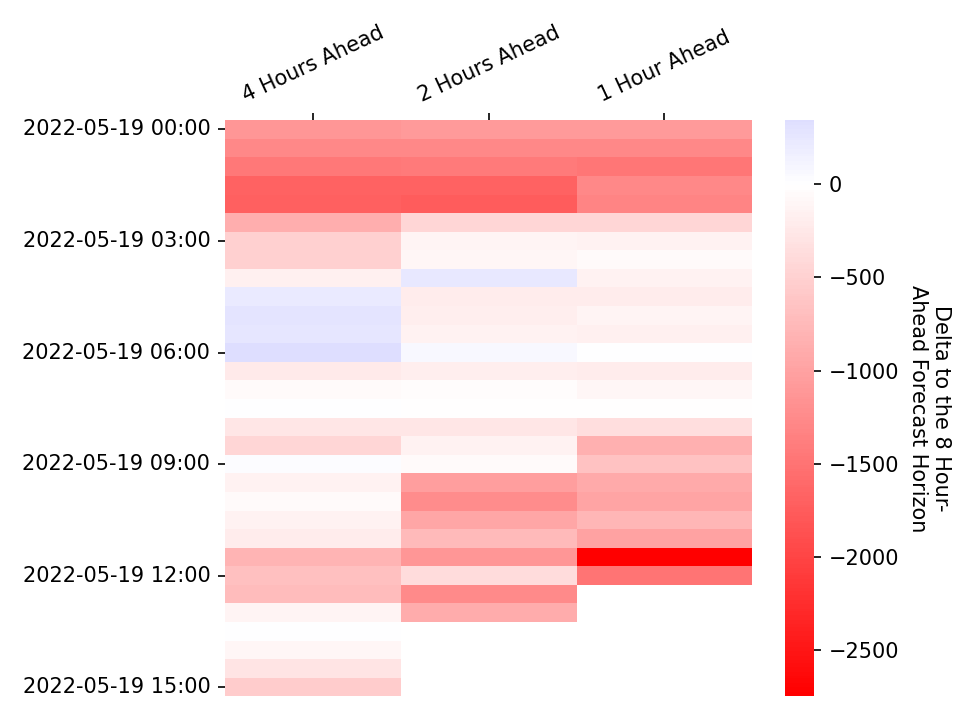 4 Hours Ahead
2 Hours Ahead
1 Hour Ahead
2022-05-19 00:00
2022-05-19 03:00
2022-05-19 06:00
2022-05-19 09:00
2022-05-19 12:00
2022-05-19 15:00
0
−500
−1000
−1500
−2000
−2500
Delta to the 8 Hour-
Ahead Forecast Horizon